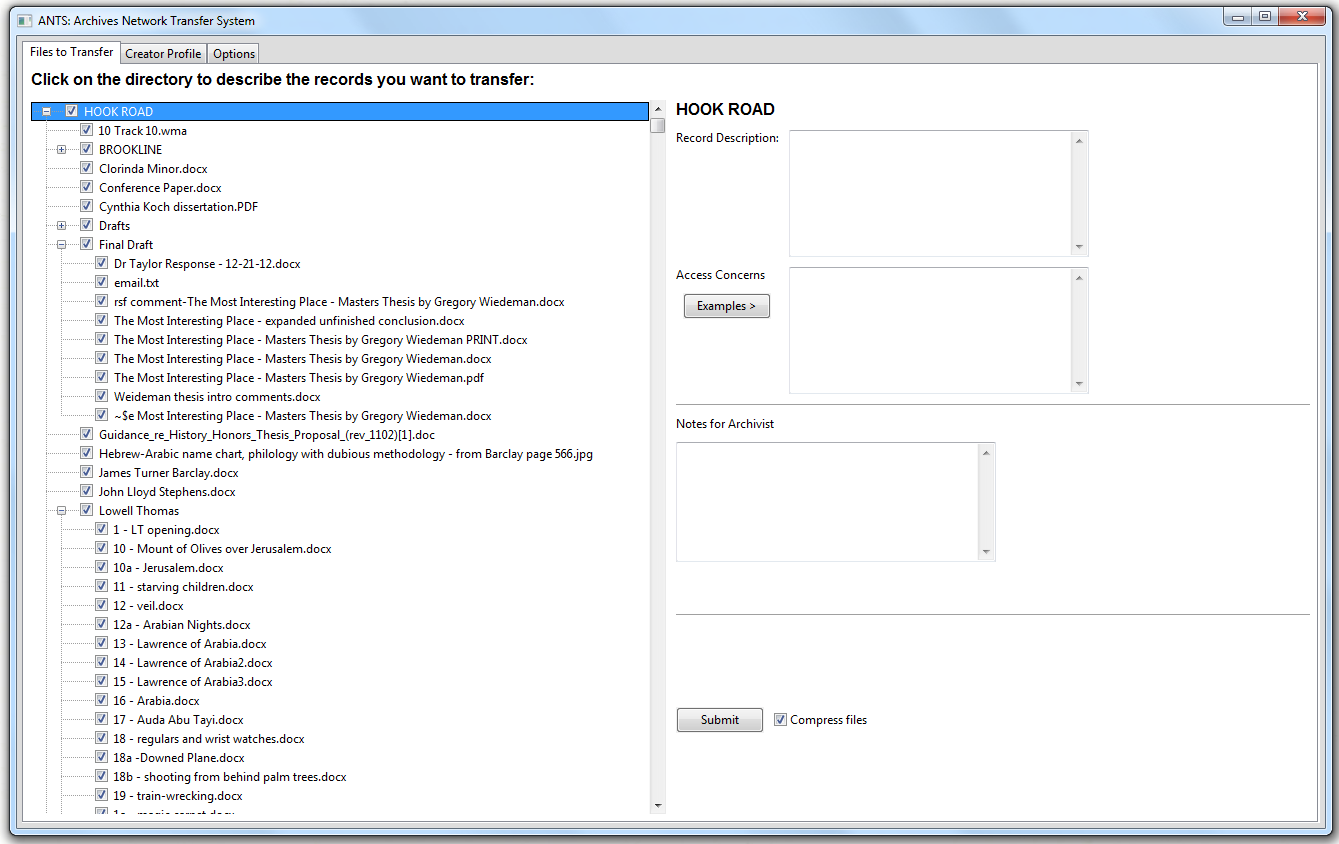 ANTS: Archives Network Transfer System
Files to Transfer
Creator Profile
Options
Click on the directory to describe the records you want to transfer:
HOOK ROAD
10 Track 10.wma
BROOKLINE
Clorinda Minor.docx
Conference Paper.docx
Cynthia Koch dissertation.PDF
Drafts
Final Draft
Dr Taylor Response - 12-21-12.docx
email.txt
rsf comment-The Most Interesting Place - Masters Thesis by Gregory Wiedeman.docx
The Most Interesting Place - expanded unfinished conclusion.docx
The Most Interesting Place - Masters Thesis by Gregory Wiedeman PRINT.docx
The Most Interesting Place - Masters Thesis by Gregory Wiedeman.docx
The Most Interesting Place - Masters Thesis by Gregory Wiedeman.pdf
Weideman thesis intro comments.docx
~$e Most Interesting Place - Masters Thesis by Gregory Wiedeman.docx
Guidance_re_History_Honors_Thesis_Proposal_(rev_1102)[1].doc
Hebrew-Arabic name chart, philology with dubious methodology - from Barclay page 566.jpg
James Turner Barclay.docx
John Lloyd Stephens.docx
Lowell Thomas
1 - LT opening.docx
10 - Mount of Olives over Jerusalem.docx
10a - Jerusalem.docx
11 - starving children.docx
12 - veil.docx
12a - Arabian Nights.docx
13 - Lawrence of Arabia.docx
14 - Lawrence of Arabia2.docx
15 - Lawrence of Arabia3.docx
16 - Arabia.docx
17 - Auda Abu Tayi.docx
18 - regulars and wrist watches.docx
18a -Downed Plane.docx
18b - shooting from behind palm trees.docx
19 - train-wrecking.docx
HOOK ROAD
Record Description:
Access Concerns
Examples >
Notes for Archivist
Submit
Compress files